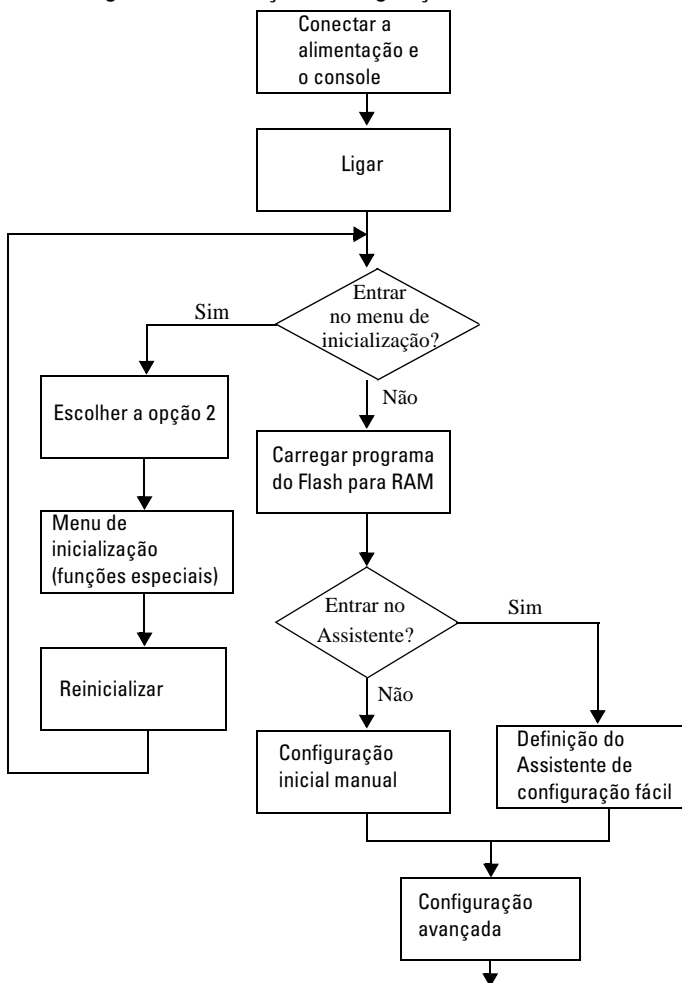 Conectar a
alimentação e
o console
Ligar
Entrar
no menu de
inicialização?
Sim
Não
Escolher a opção 2
Carregar programa
do Flash para RAM
Menu de
inicialização
(funções especiais)
Entrar no
Assistente?
Sim
Não
Reinicializar
Configuração
inicial manual
Definição do
Assistente de
configuração fácil
Configuração
avançada